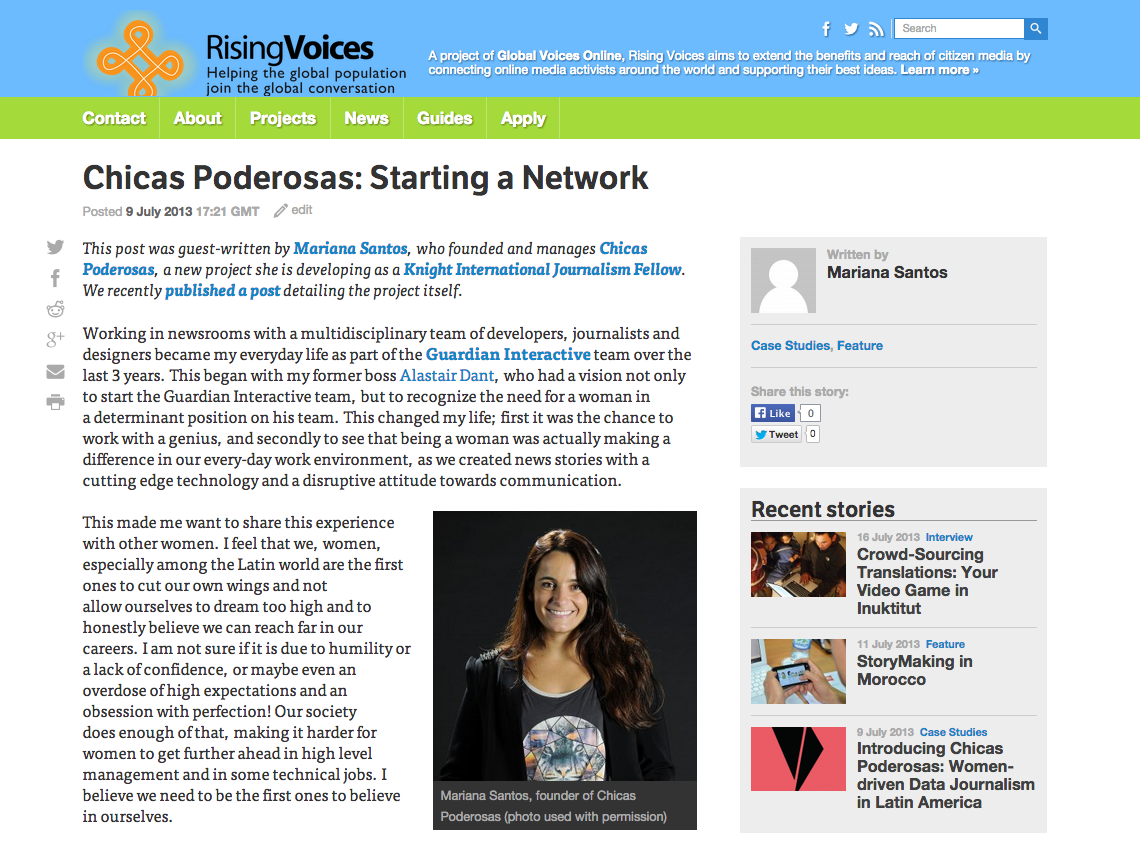 RisingVoices
Helping the global population
join the global conversation
Search
A project of Global Voices Online, Rising Voices aims to extend the benefits and reach of citizen media by
connecting online media activists around the world and supporting their best ideas. Learn more »
Contact About Projects News Guides Apply
Chicas Poderosas: Starting a Network
Posted 9 July 2013 17:21 GMT edit
This post was guest-written by Mariana Santos, who founded and manages Chicas
Poderosas, a new project she is developing as a Knight International Journalism Fellow.
We recently published a post detailing the project itself.
Working in newsrooms with a multidisciplinary team of developers, journalists and
designers became my everyday life as part of the Guardian Interactive team over the
last 3 years. This began with my former boss Alastair Dant, who had a vision not only
to start the Guardian Interactive team, but to recognize the need for a woman in
a determinant position on his team. This changed my life; first it was the chance to
work with a genius, and secondly to see that being a woman was actually making a
difference in our every-day work environment, as we created news stories with a
cutting edge technology and a disruptive attitude towards communication.
This made me want to share this experience
with other women. I feel that we, women,
especially among the Latin world are the first
ones to cut our own wings and not
allow ourselves to dream too high and to
honestly believe we can reach far in our
careers. I am not sure if it is due to humility or
a lack of confidence, or maybe even an
overdose of high expectations and an
obsession with perfection! Our society
does enough of that, making it harder for
women to get further ahead in high level
management and in some technical jobs. I
believe we need to be the first ones to believe
in ourselves.
Mariana Santos, founder of Chicas
Poderosas (photo used with permission)
Written by
Mariana Santos
Case Studies, Feature
Share this story:
Like 0
Tweet 0
Recent stories
16 July 2013 Interview
Crowd-Sourcing
Translations: Your
Video Game in
Inuktitut
11 July 2013 Feature
StoryMaking in
Morocco
9 July 2013 Case Studies
Introducing Chicas
Poderosas: Women-
driven Data Journalism
in Latin America